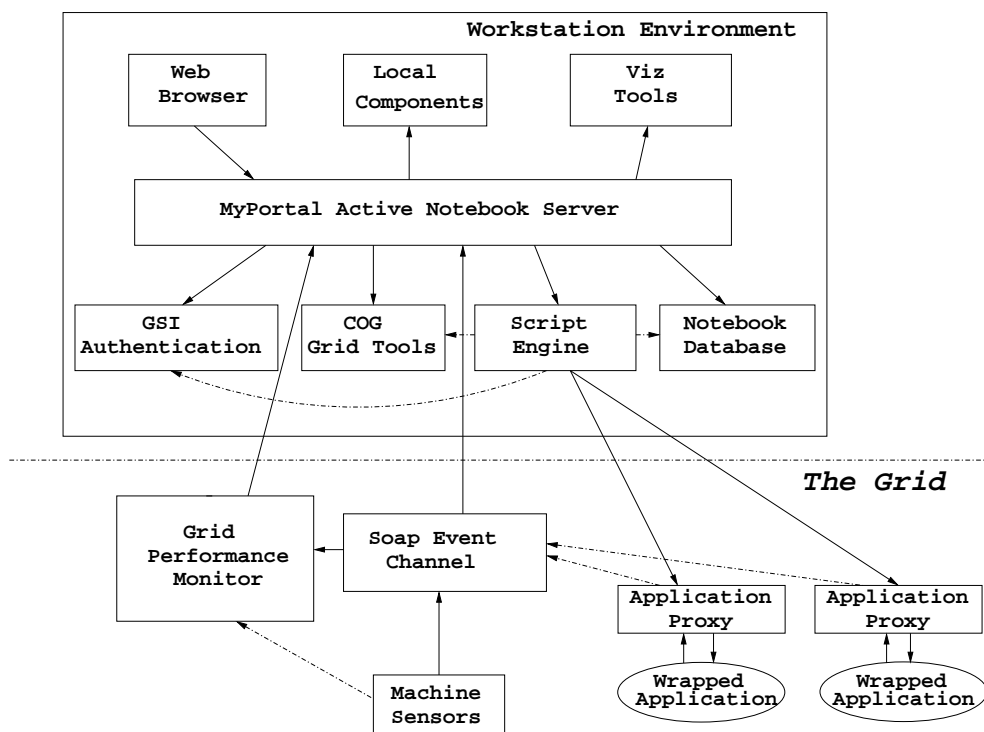 Workstation Environment
Web
Browser
Local
Components
Viz
Tools
MyPortal Active Notebook Server
GSI
Authentication
COG
Grid Tools
Script
Engine
Notebook
Database
The Grid
Grid
Performance
Monitor
Soap Event
Channel
Application
Proxy
Application
Proxy
Wrapped
Application
Wrapped
Application
Machine
Sensors